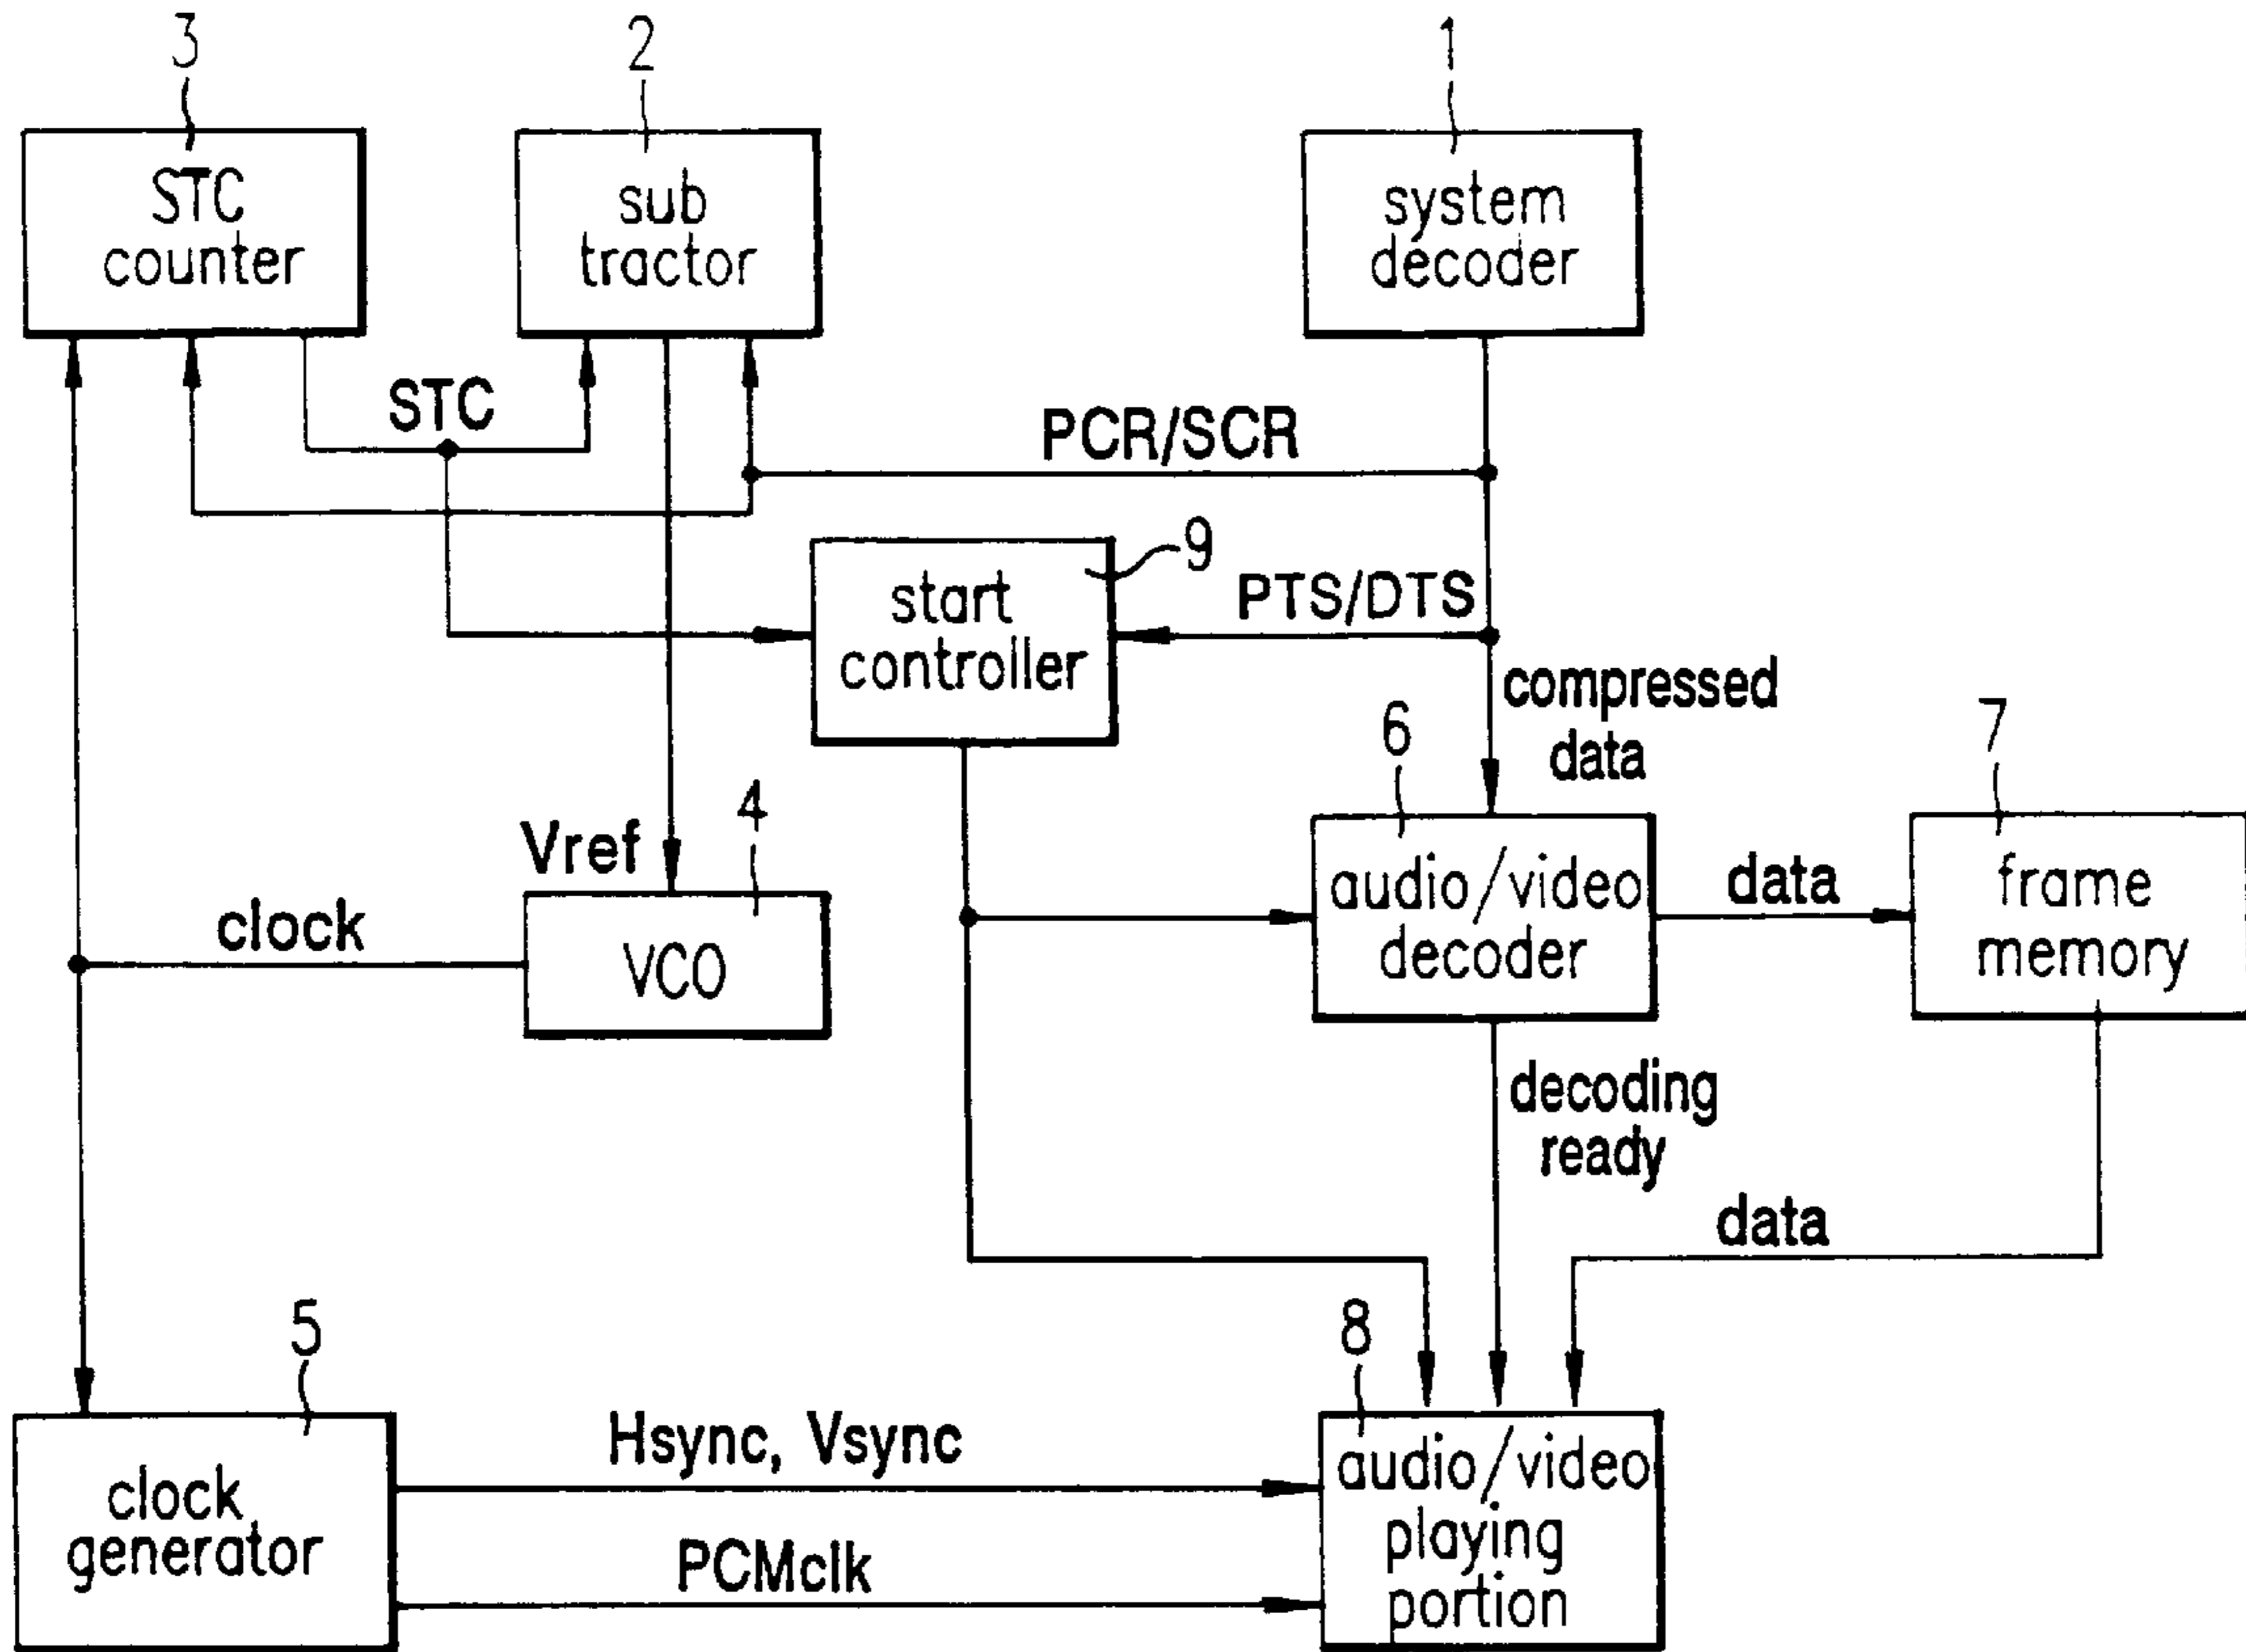 3
2
1
STC
counter
sub
tractor
system
decoder
STC
PCR/SCR
9
start
controller
PTS/DTS
compressed
data
6
7
Vref
4
clock
VCO
audio/video
decoder
data
frame
memory
decoding
ready
data
5
8
clock
generator
Hsync, Vsync
PCMclk
audio/video
playing
portion